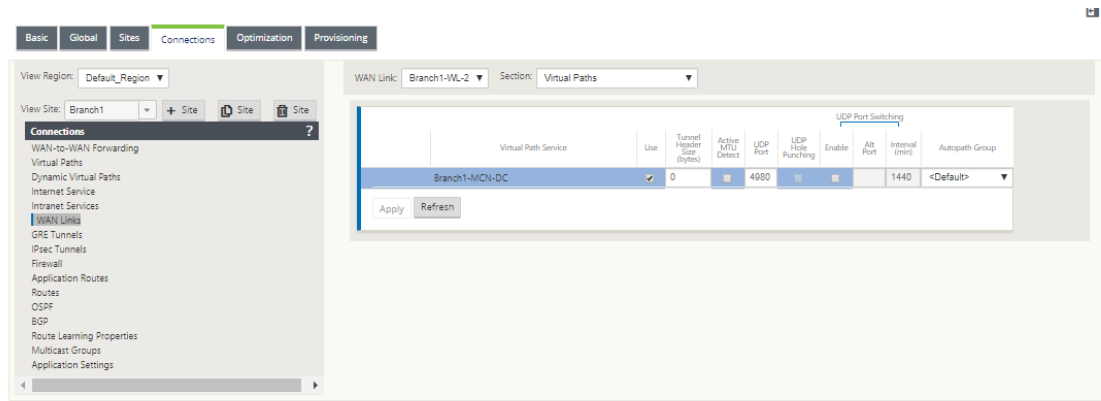 Basic Global Sites Connections Optimization Provisioning
View Region: Default_Region
WAN Link: Branch1-WL-2 Section: Virtual Paths
View Site: Branch1 + Site Site Site
Connections ?
WAN-to-WAN Forwarding
Virtual Paths
Dynamic Virtual Paths
Internet Service
Intranet Services
WAN Links
GRE Tunnels
IPsec Tunnels
Firewall
Application Routes
Routes
OSPF
BGP
Route Learning Properties
Multicast Groups
Application Settings
UDP Port Switching
Virtual Path Service Use Tunnel Header Size (bytes) Active MTU Detect UDP Port UDP Hole Punching Enable Alt Port Interval (min) Autopath Group
Branch1-MCN-DC 0 4980 1440 <Default>
Apply Refresh